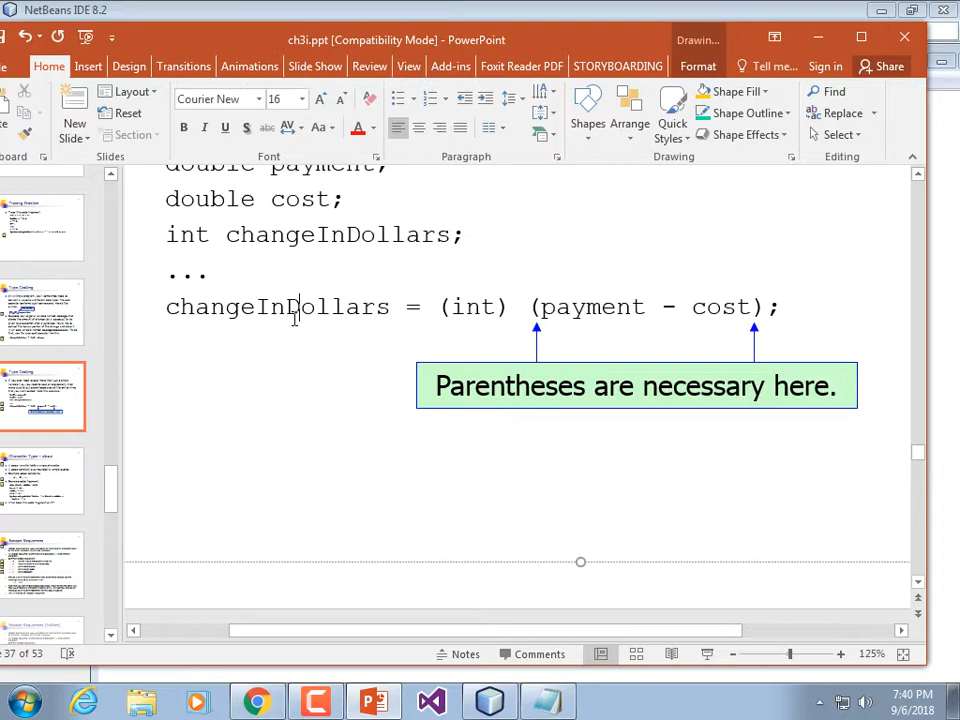 NetBeans IDE 8.2
ch3i.ppt [Compatibility Mode] - PowerPoint
Drawin...
Home Insert Design Transitions Animations Slide Show Review View Add-ins Foxit Reader PDF STORYBOARDING Format Tell me... Sign in Share
New Slide
Layout
Reset
Section
Courier New 16
Shapes
Arrange
Quick Styles
Shape Fill
Shape Outline
Shape Effects
Find
Replace
Select
Slides Font Paragraph Drawing Editing
double payment;
double cost;
int changeInDollars;
...
changeInDollars = (int) (payment - cost);
Parentheses are necessary here.
37 of 53
Notes Comments 125%
7:40 PM
9/6/2018